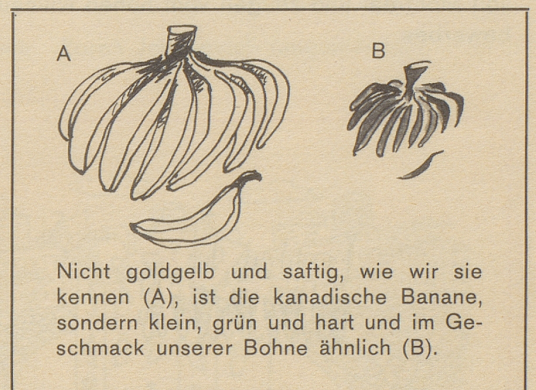 A
B
Nicht goldgelb und saftig, wie wir sie
kennen (A), ist die kanadische Banane,
sondern klein, grün und hart und im Ge-
schmack unserer Bohne ähnlich (B).